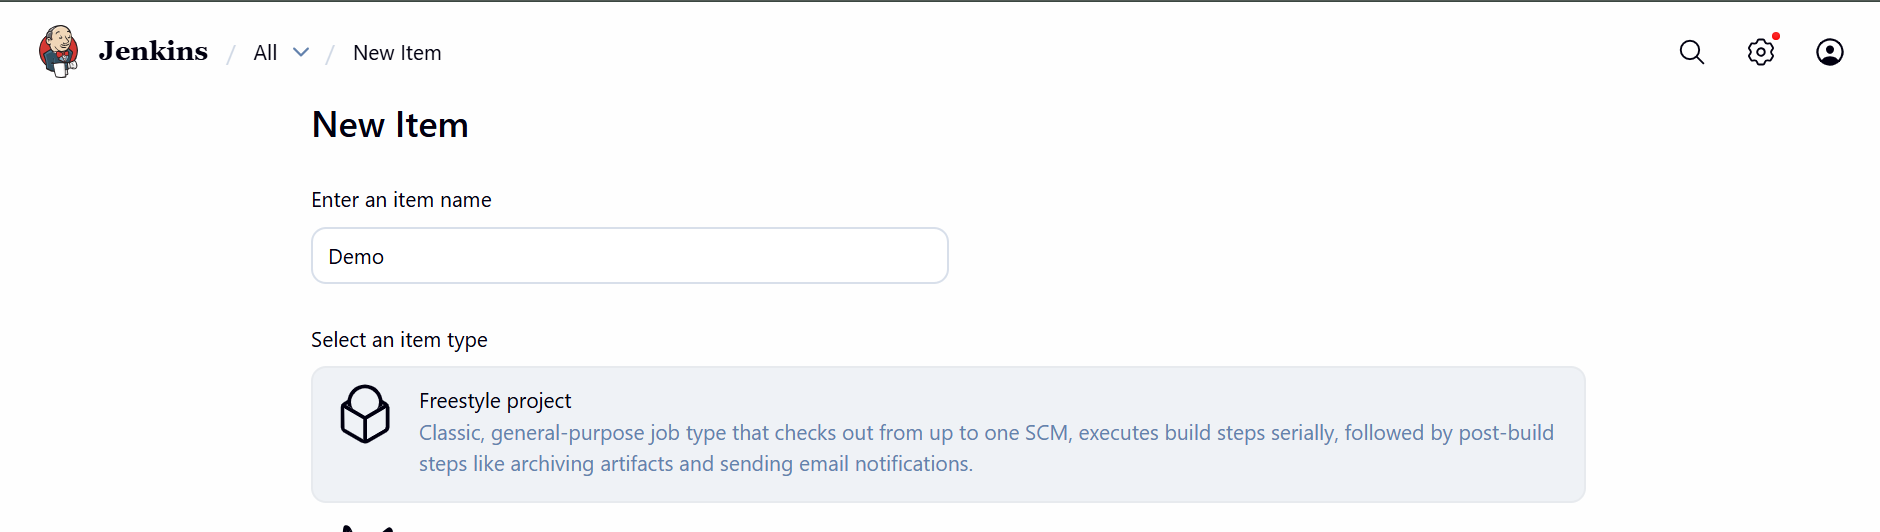 Jenkins / All / New Item
New Item
Enter an item name
Demo
Select an item type
Freestyle project
Classic, general-purpose job type that checks out from up to one SCM, executes build steps serially, followed by post-build
steps like archiving artifacts and sending email notifications.